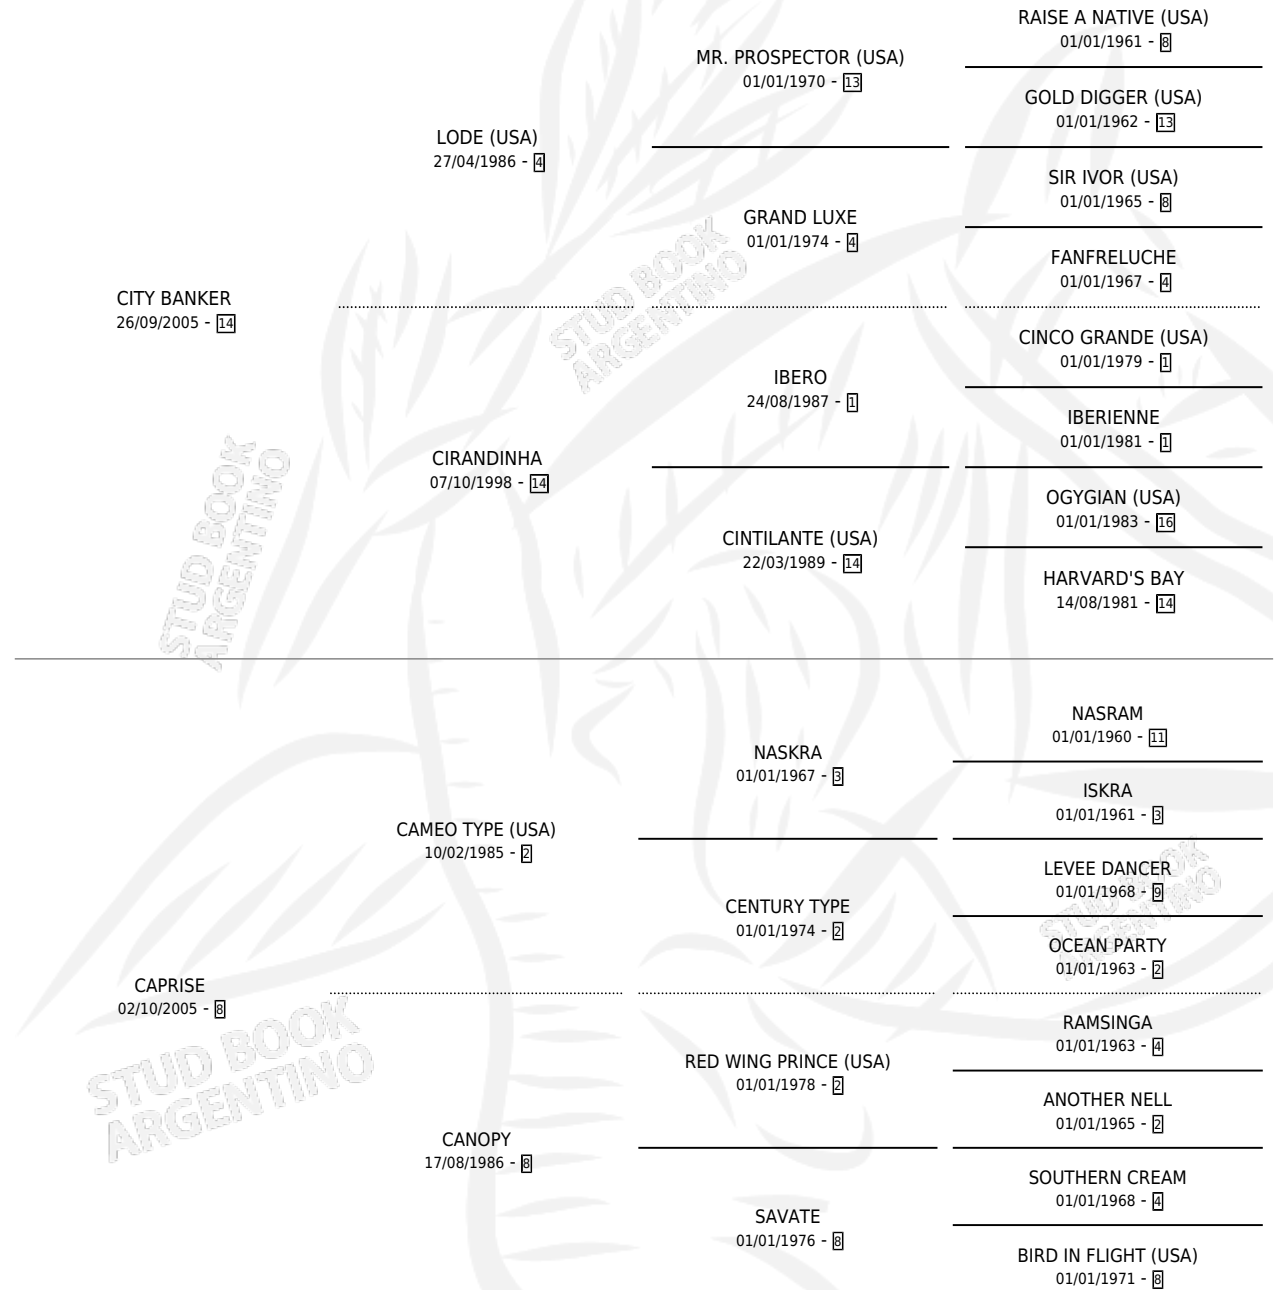 RAISE A NATIVE (USA)
01/01/1961 - 8
MR. PROSPECTOR (USA)
01/01/1970 - 13
GOLD DIGGER (USA)
01/01/1962 - 13
LODE (USA)
27/04/1986 - 4
SIR IVOR (USA)
01/01/1965 - 8
GRAND LUXE
01/01/1974 - 4
FANFRELUCHE
01/01/1967 - 4
CITY BANKER
26/09/2005 - 14
STUD BOOK
ARGENTINO
CINCO GRANDE (USA)
01/01/1979 - 1
IBERO
24/08/1987 - 1
IBERIENNE
01/01/1981 - 1
CIRANDINHA
07/10/1998 - 14
OGYGIAN (USA)
01/01/1983 - 16
CINTILANTE (USA)
22/03/1989 - 14
HARVARD'S BAY
14/08/1981 - 14
STUD BOOK
ARGENTINO
NASRAM
01/01/1960 - 11
NASKRA
01/01/1967 - 3
ISKRA
01/01/1961 - 3
CAMEO TYPE (USA)
10/02/1985 - 2
LEVEE DANCER
01/01/1968 - 9
CENTURY TYPE
01/01/1974 - 2
STUD BOOK
ARGENTINO
OCEAN PARTY
01/01/1963 - 2
CAPRISE
02/10/2005 - 8
RAMSINGA
01/01/1963 - 4
RED WING PRINCE (USA)
01/01/1978 - 2
STUD BOOK
ARGENTINO
ANOTHER NELL
01/01/1965 - 2
CANOPY
17/08/1986 - 8
SOUTHERN CREAM
01/01/1968 - 4
SAVATE
01/01/1976 - 8
BIRD IN FLIGHT (USA)
01/01/1971 - 8